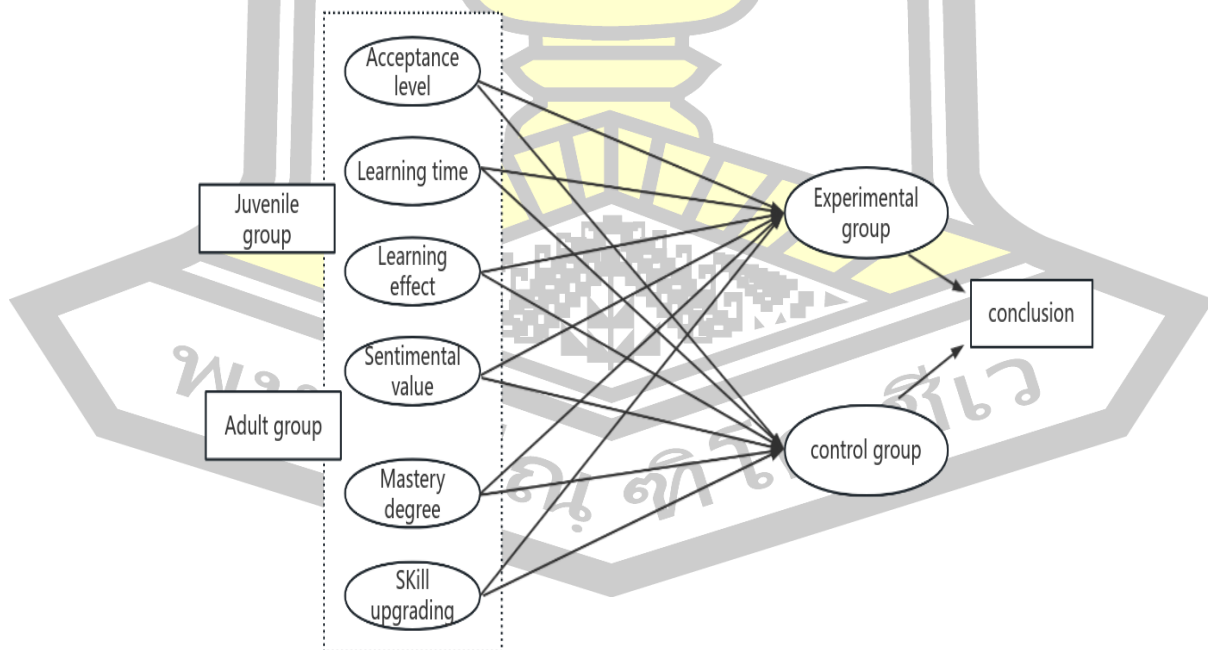 Acceptance
level
Learning time
Juvenile
group
Learning
effect
Sentimental
value
Adult group
Mastery
degree
SKill
upgrading
Experimental
group
control group
conclusion